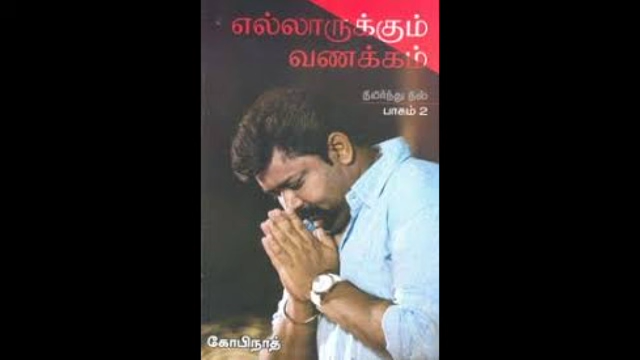 எல்லாருக்கும்
வணக்கம்
நிமிர்ந்து நில்
பாகம் 2
கோபிநாத்